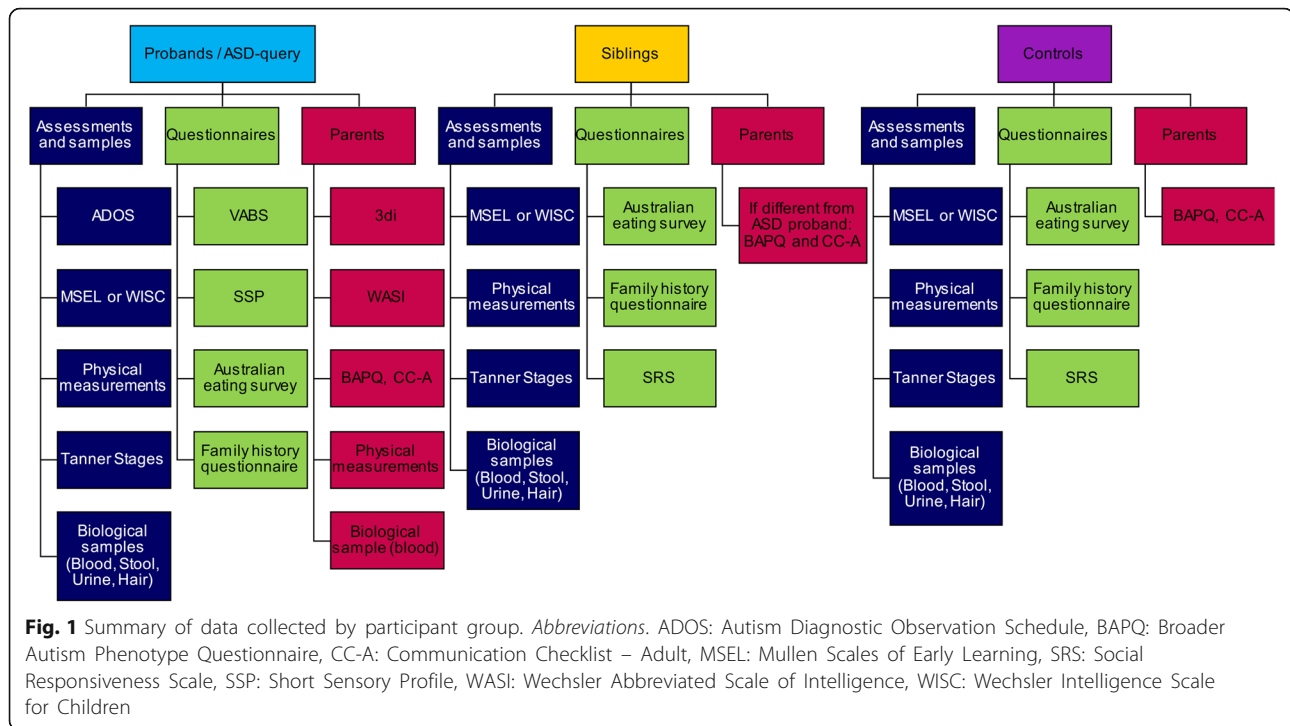 Probands / ASD-query
Assessments
and samples
ADOS
MSEL or WISC
Physical
measurements
Tanner Stages
Biological
samples
(Blood, Stool,
Urine, Hair)
Questionnaires
VABS
SSP
Australian
eating survey
Family history
questionnaire
Parents
3di
WASI
BAPQ, CC-A
Physical
measurements
Biological
sample (blood)
Siblings
Assessments
and samples
MSEL or WISC
Physical
measurements
Tanner Stages
Biological
samples
(Blood, Stool,
Urine, Hair)
Questionnaires
Australian
eating survey
Family history
questionnaire
SRS
Parents
If different from
ASD proband:
BAPQ and CC-A
Controls
Assessments
and samples
MSEL or WISC
Physical
measurements
Tanner Stages
Biological
samples
(Blood, Stool,
Urine, Hair)
Questionnaires
Australian
eating survey
Family history
questionnaire
SRS
Parents
BAPQ, CC-A
Fig. 1 Summary of data collected by participant group. Abbreviations. ADOS: Autism Diagnostic Observation Schedule, BAPQ: Broader
Autism Phenotype Questionnaire, CC-A: Communication Checklist – Adult, MSEL: Mullen Scales of Early Learning, SRS: Social
Responsiveness Scale, SSP: Short Sensory Profile, WASI: Wechsler Abbreviated Scale of Intelligence, WISC: Wechsler Intelligence Scale
for Children